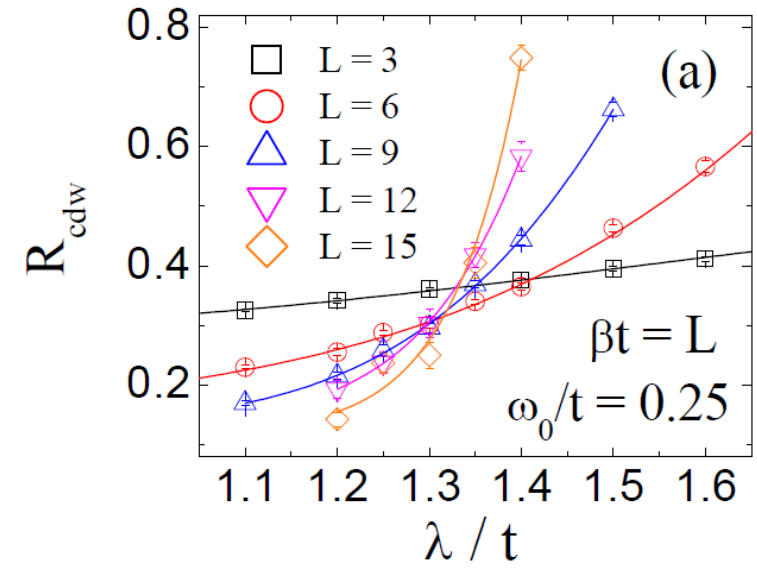 0.8
0.6
0.4
0.2
R_cdw
L = 3
L = 6
L = 9
L = 12
L = 15
(a)
βt = L
ω₀/t = 0.25
1.1 1.2 1.3 1.4 1.5 1.6
λ / t